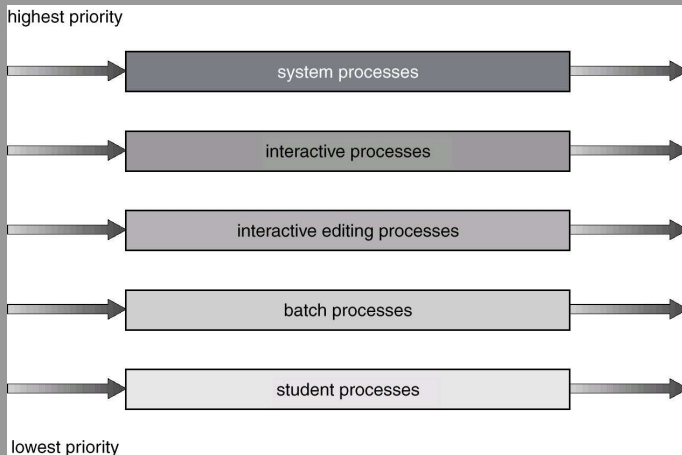 highest priority
system processes
interactive processes
interactive editing processes
batch processes
student processes
lowest priority